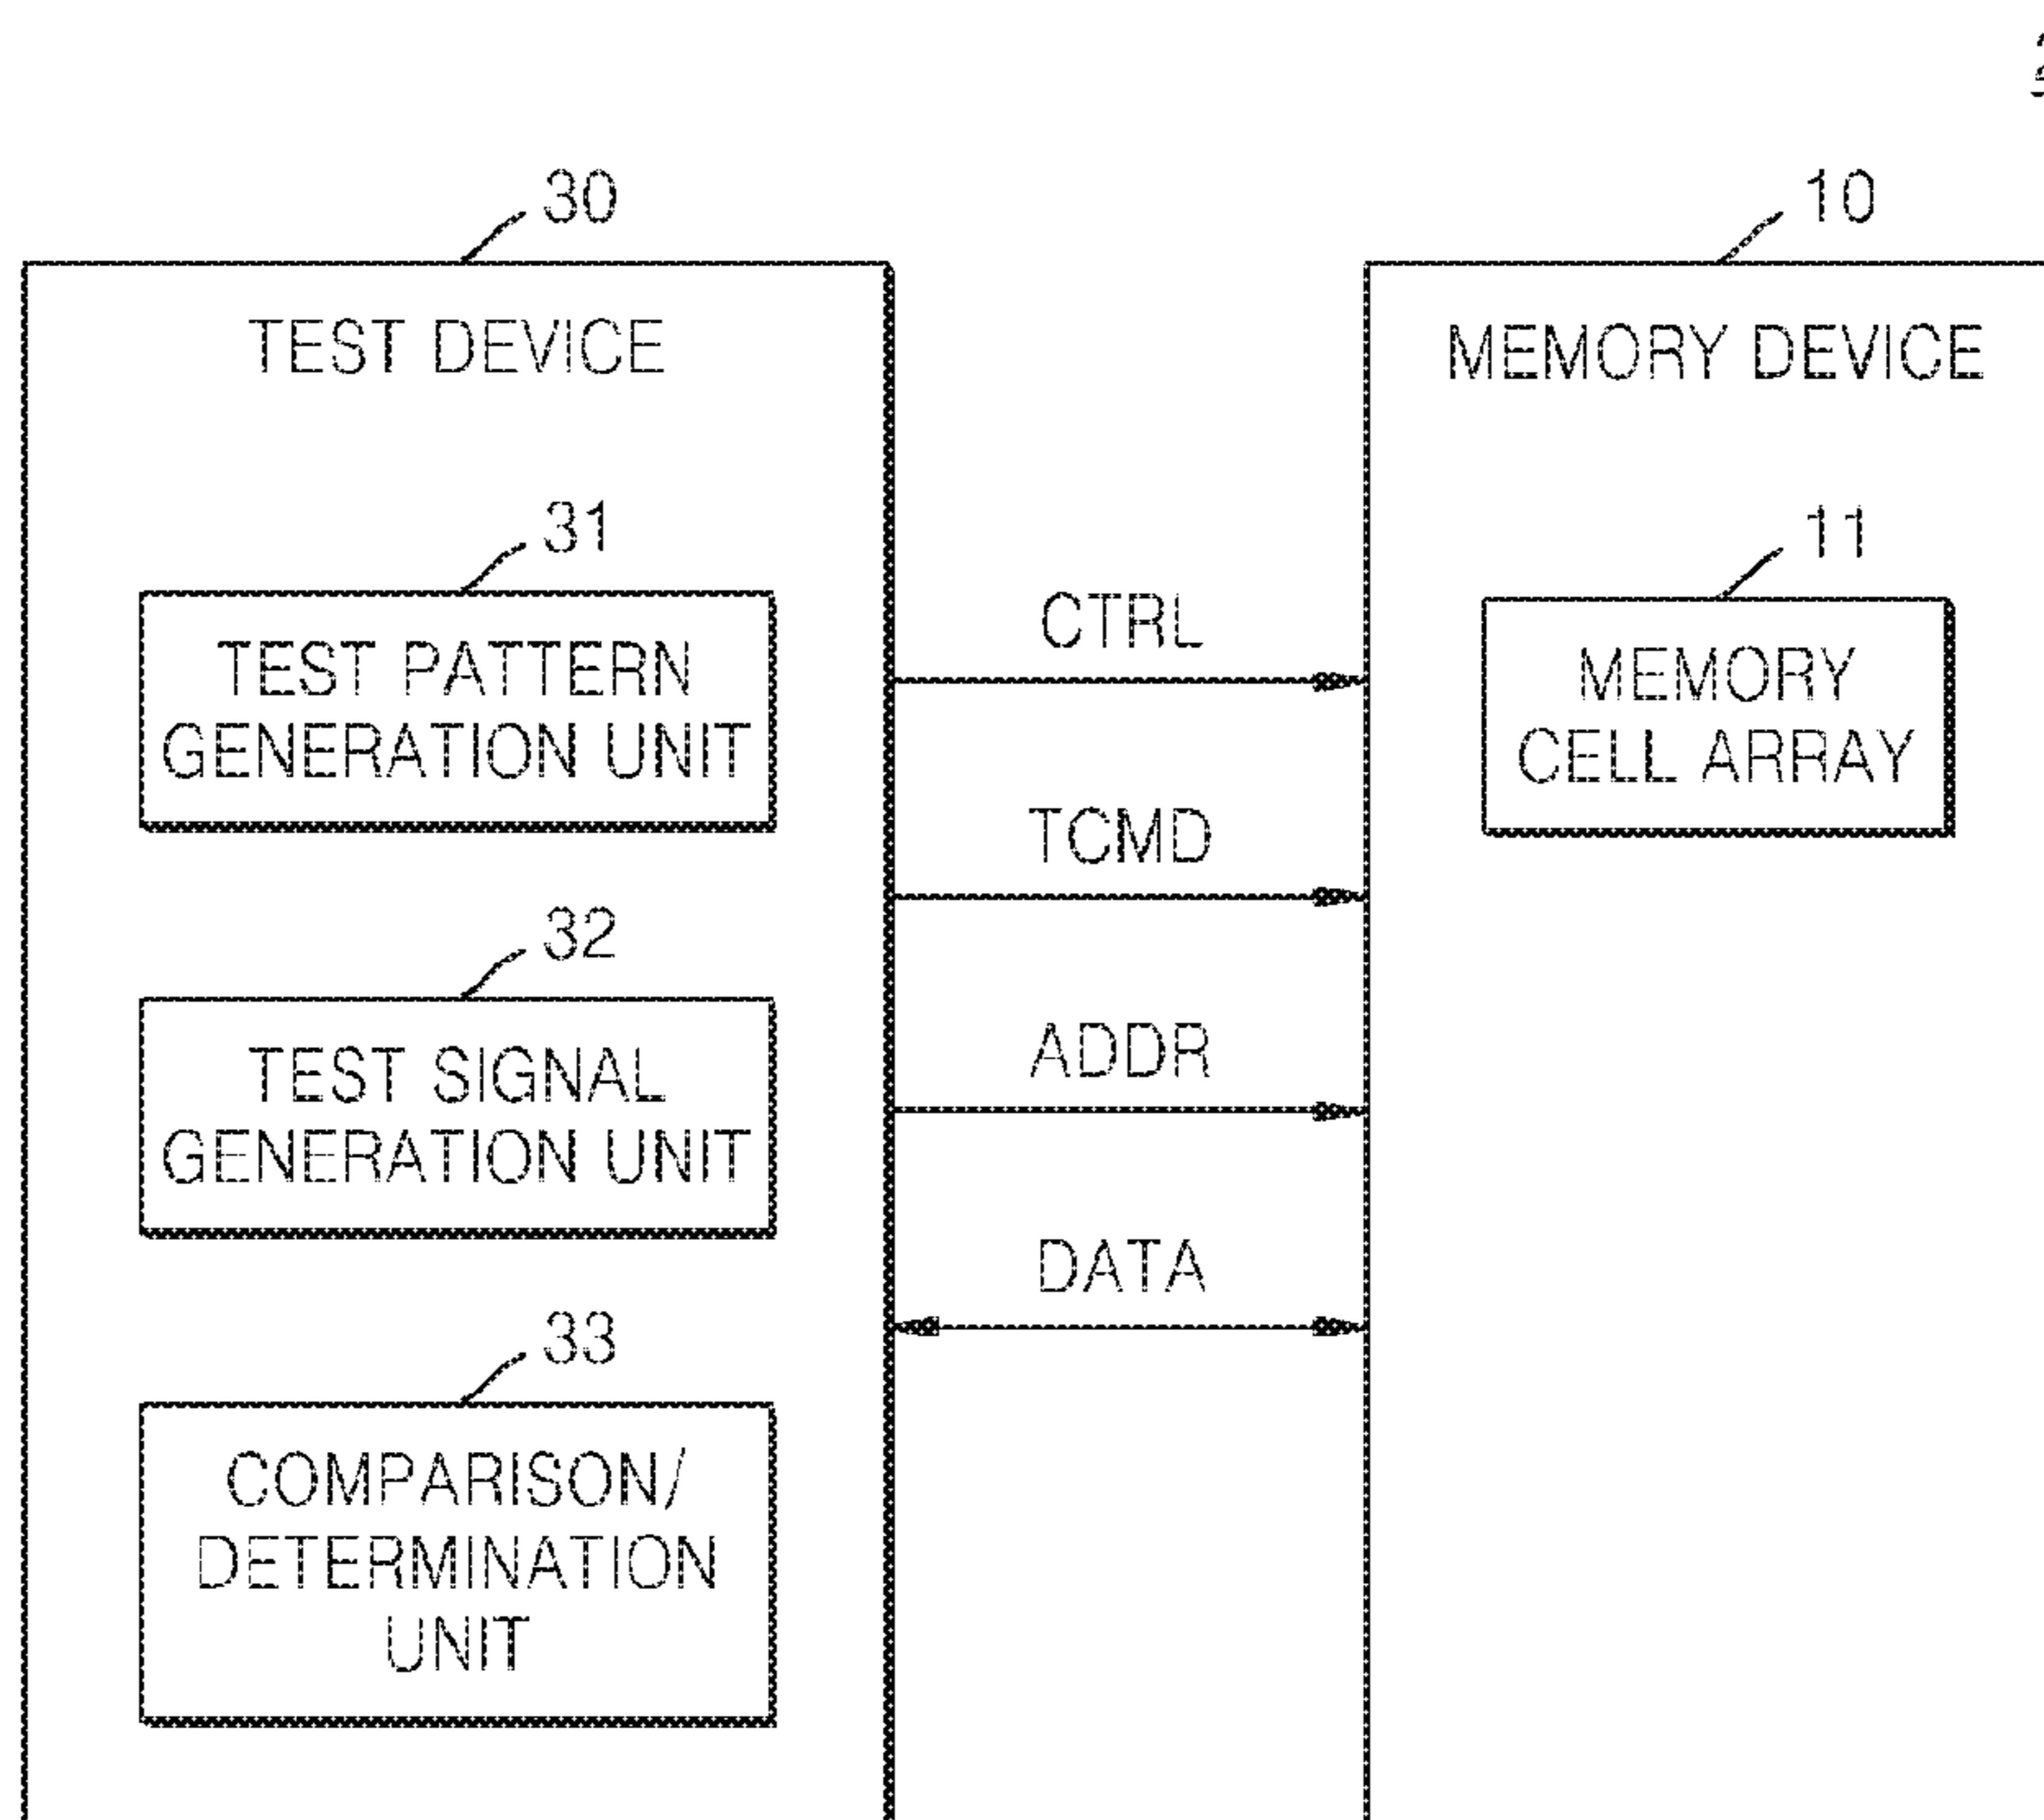 30
10
TEST DEVICE
MEMORY DEVICE
31
11
TEST PATTERN
GENERATION UNIT
CTRL
MEMORY
CELL ARRAY
TCMD
32
TEST SIGNAL
GENERATION UNIT
ADDR
DATA
33
COMPARISON/
DETERMINATION
UNIT